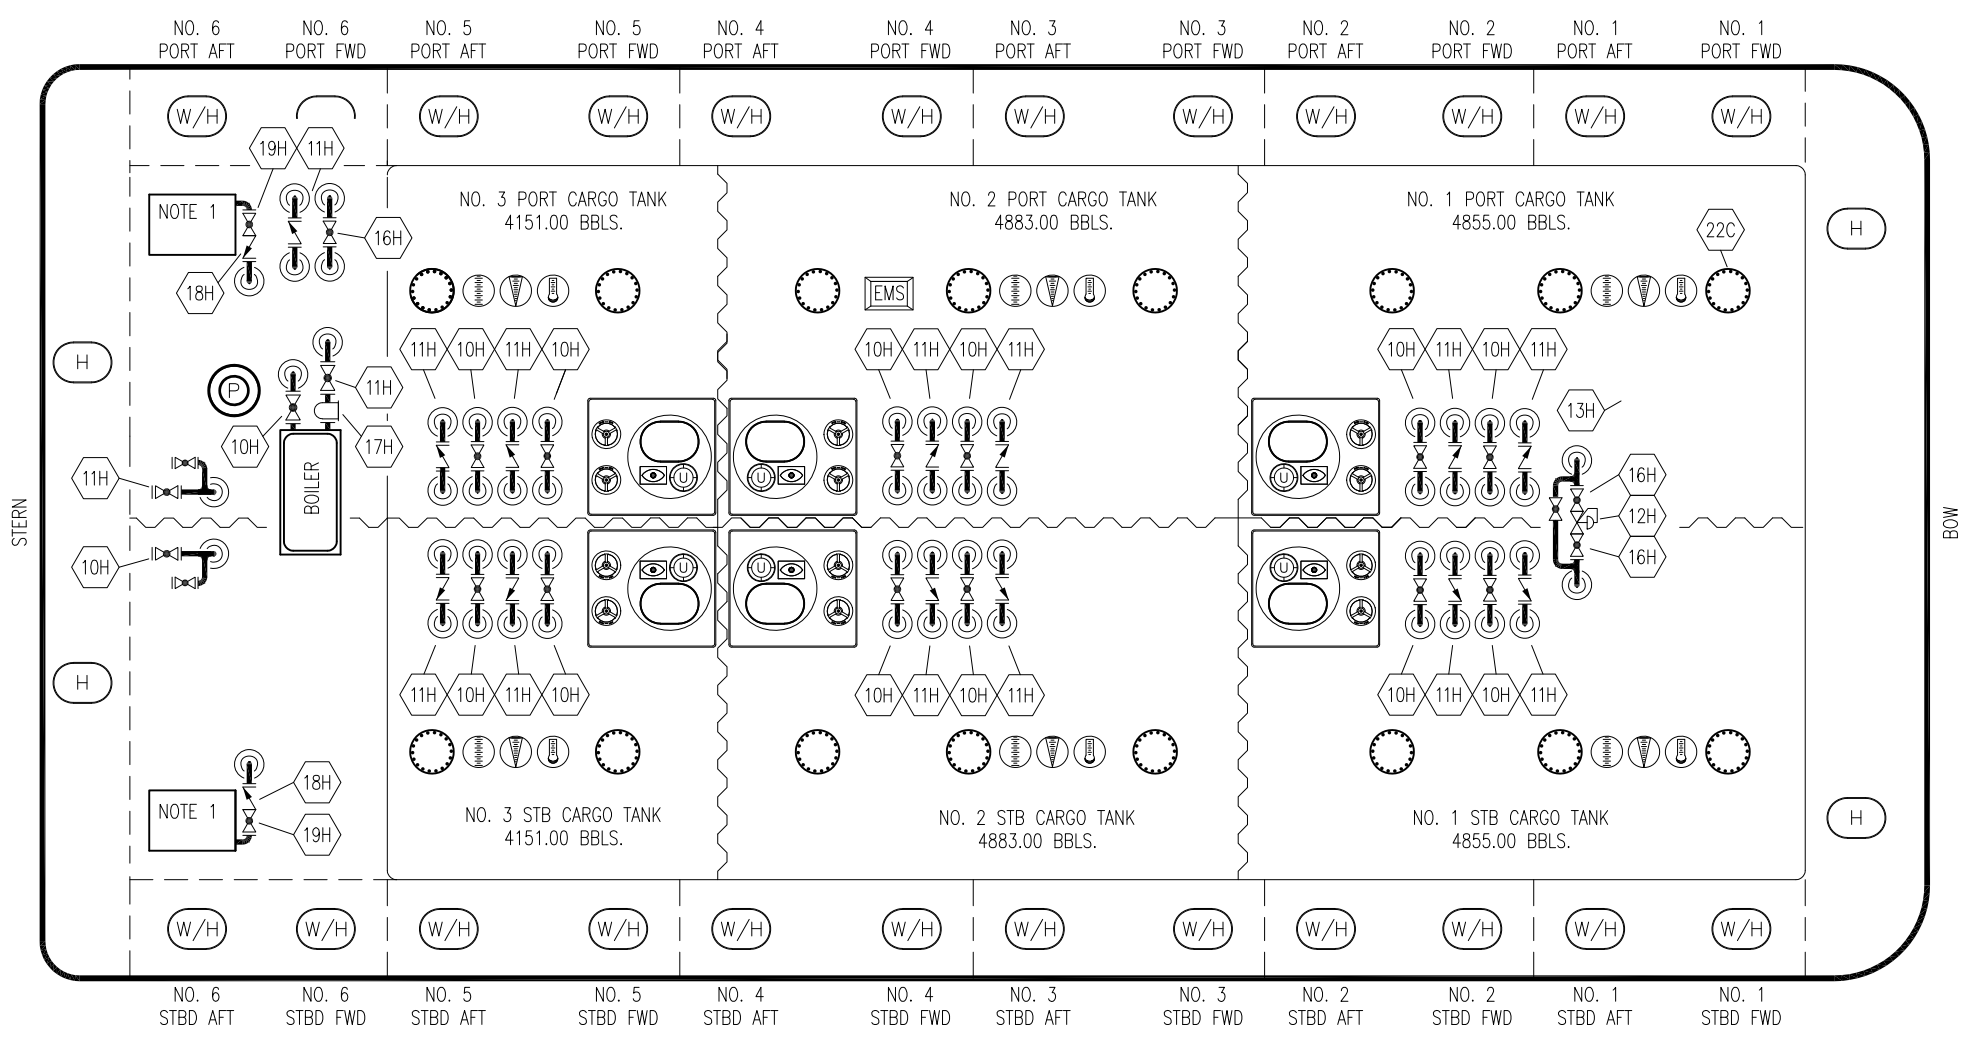 NO. 6
PORT AFT
NO. 6
PORT FWD
NO. 5
PORT AFT
NO. 5
PORT FWD
NO. 4
PORT AFT
NO. 4
PORT FWD
NO. 3
PORT AFT
NO. 3
PORT FWD
NO. 2
PORT AFT
NO. 2
PORT FWD
NO. 1
PORT AFT
NO. 1
PORT FWD
W/H
W/H
W/H
W/H
W/H
W/H
W/H
W/H
W/H
W/H
W/H
19H
11H
NOTE 1
16H
18H
NO. 3 PORT CARGO TANK
4151.00 BBLS.
NO. 2 PORT CARGO TANK
4883.00 BBLS.
NO. 1 PORT CARGO TANK
4855.00 BBLS.
22C
H
EMS
H
11H
10H
11H
10H
10H
11H
10H
11H
10H
11H
10H
11H
P
11H
10H
17H
13H
11H
BOILER
U
U
U
16H
12H
16H
STERN
BOW
10H
U
U
U
H
11H
10H
11H
10H
10H
11H
10H
11H
10H
11H
10H
11H
18H
NOTE 1
19H
NO. 3 STB CARGO TANK
4151.00 BBLS.
NO. 2 STB CARGO TANK
4883.00 BBLS.
NO. 1 STB CARGO TANK
4855.00 BBLS.
H
W/H
W/H
W/H
W/H
W/H
W/H
W/H
W/H
W/H
W/H
W/H
W/H
NO. 6
STBD AFT
NO. 6
STBD FWD
NO. 5
STBD AFT
NO. 5
STBD FWD
NO. 4
STBD AFT
NO. 4
STBD FWD
NO. 3
STBD AFT
NO. 3
STBD FWD
NO. 2
STBD AFT
NO. 2
STBD FWD
NO. 1
STBD AFT
NO. 1
STBD FWD